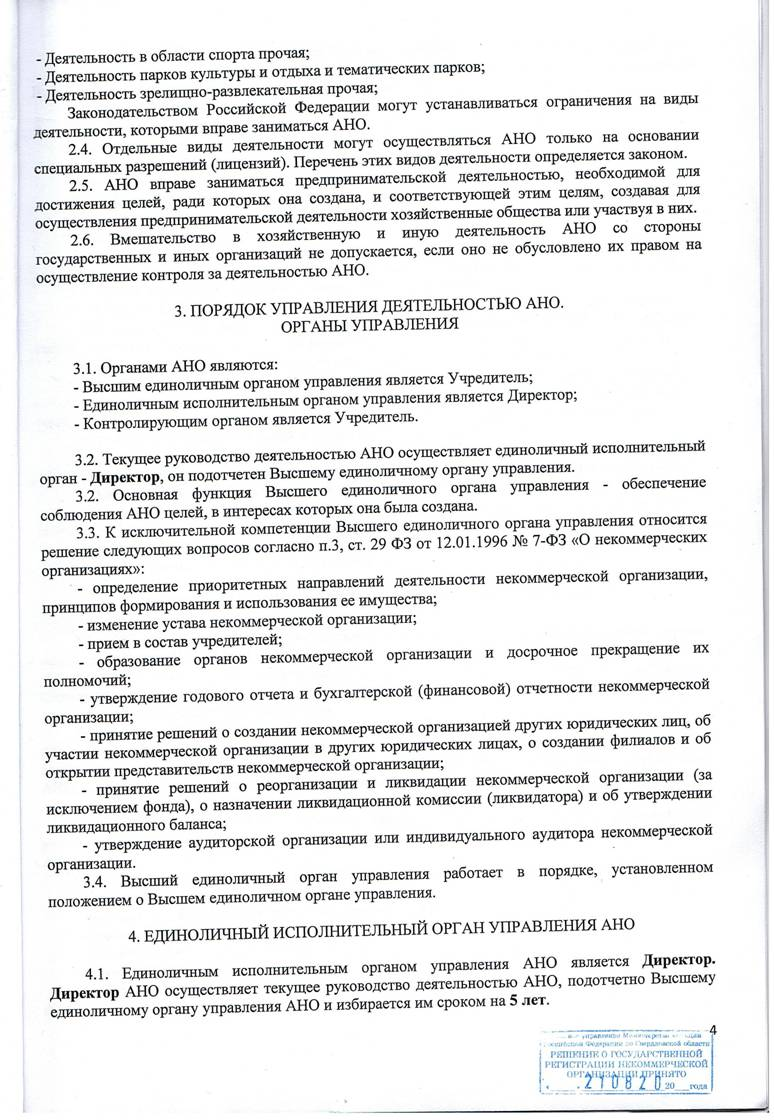 - Деятельность в области спорта прочая;
- Деятельность парков культуры и отдыха и тематических парков;
- Деятельность зрелищно-развлекательная прочая;
Законодательством Российской Федерации могут устанавливаться ограничения на виды
деятельности, которыми вправе заниматься АНО.
2.4. Отдельные виды деятельности могут осуществляться АНО только на основании
специальных разрешений (лицензий). Перечень этих видов деятельности определяется законом.
2.5. АНО вправе заниматься предпринимательской деятельностью, необходимой для
достижения целей, ради которых она создана, и соответствующей этим целям, создавая для
осуществления предпринимательской деятельности хозяйственные общества или участвуя в них.
2.6. Вмешательство в хозяйственную и иную деятельность АНО со стороны
государственных и иных организаций не допускается, если оно не обусловлено их правом на
осуществление контроля за деятельностью АНО.
3. ПОРЯДОК УПРАВЛЕНИЯ ДЕЯТЕЛЬНОСТЬЮ АНО.
ОРГАНЫ УПРАВЛЕНИЯ
3.1. Органами АНО являются:
- Высшим единоличным органом управления является Учредитель;
- Единоличным исполнительным органом управления является Директор;
- Контролирующим органом является Учредитель.
3.2. Текущее руководство деятельностью АНО осуществляет единоличный исполнительный
орган - Директор, он подотчетен Высшему единоличному органу управления.
3.2. Основная функция Высшего единоличного органа управления - обеспечение
соблюдения АНО целей, в интересах которых она была создана.
3.3. К исключительной компетенции Высшего единоличного органа управления относится
решение следующих вопросов согласно п.3, ст. 29 ФЗ от 12.01.1996 № 7-ФЗ «О некоммерческих
организациях»:
- определение приоритетных направлений деятельности некоммерческой организации,
принципов формирования и использования ее имущества;
- изменение устава некоммерческой организации;
- прием в состав учредителей;
- образование органов некоммерческой организации и досрочное прекращение их
полномочий;
- утверждение годового отчета и бухгалтерской (финансовой) отчетности некоммерческой
организации;
- принятие решений о создании некоммерческой организацией других юридических лиц, об
участии некоммерческой организации в других юридических лицах, о создании филиалов и об
открытии представительств некоммерческой организации;
- принятие решений о реорганизации и ликвидации некоммерческой организации (за
исключением фонда), о назначении ликвидационной комиссии (ликвидатора) и об утверждении
ликвидационного баланса;
- утверждение аудиторской организации или индивидуального аудитора некоммерческой
организации.
3.4. Высший единоличный орган управления работает в порядке, установленном
положением о Высшем единоличном органе управления.
4. ЕДИНОЛИЧНЫЙ ИСПОЛНИТЕЛЬНЫЙ ОРГАН УПРАВЛЕНИЯ АНО
4.1. Единоличным исполнительным органом управления АНО является Директор.
Директор АНО осуществляет текущее руководство деятельностью АНО, подотчетно Высшему
единоличному органу управления АНО и избирается им сроком на 5 лет.
4
управлении Министерства юстиции
Российской Федерации по Свердловской области
РЕШЕНИЕ О ГОСУДАРСТВЕННОЙ
РЕГИСТРАЦИИ НЕКОММЕРЧЕСКОЙ
ОРГАНИЗАЦИИ ПРИНЯТО
« 210820 20 года